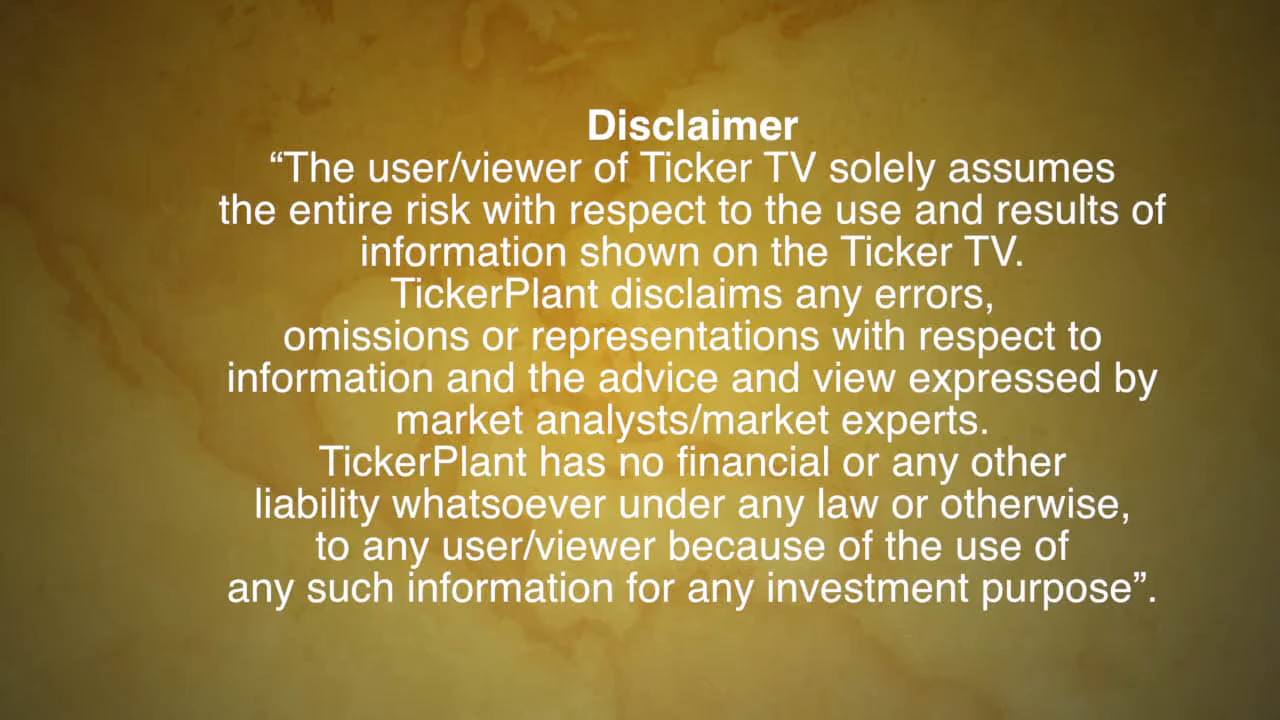 Disclaimer
“The user/viewer of Ticker TV solely assumes
the entire risk with respect to the use and results of
information shown on the Ticker TV.
TickerPlant disclaims any errors,
omissions or representations with respect to
information and the advice and view expressed by
market analysts/market experts.
TickerPlant has no financial or any other
liability whatsoever under any law or otherwise,
to any user/viewer because of the use of
any such information for any investment purpose”.